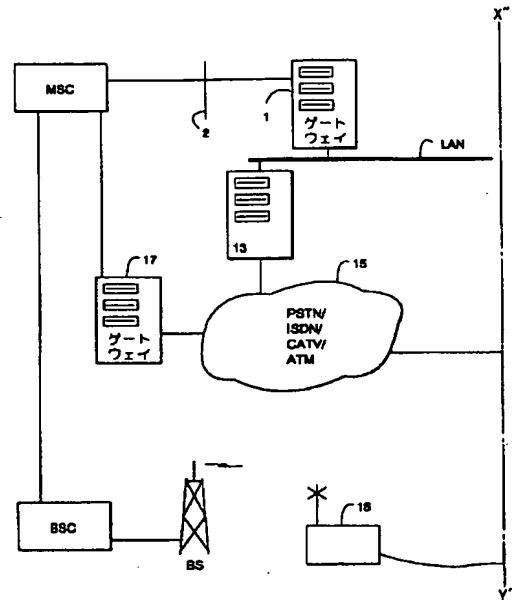 X"
MSC
2
1
ゲート
ウェイ
LAN
13
17
ゲート
ウェイ
15
PSTN/
ISDN/
CATV/
ATM
BSC
BS
18
Y"